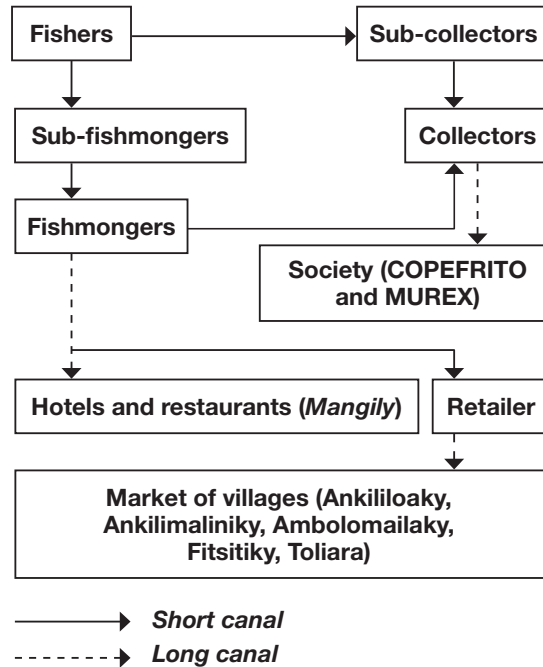 Fishers
Sub-collectors
Sub-fishmongers
Collectors
Fishmongers
Society (COPEFRITO
and MUREX)
Hotels and restaurants (Mangily)
Retailer
Market of villages (Ankililoaky,
Ankilimaliniky, Ambolomailaky,
Fitsitiky, Toliara)
Short canal
Long canal